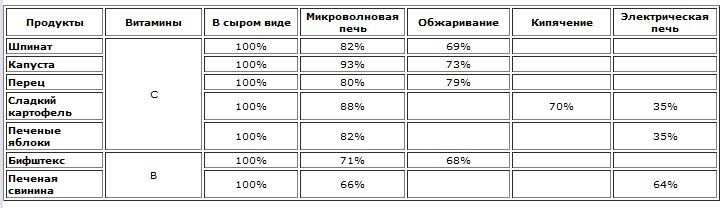 Продукты Витамины В сыром виде Микроволновая печь Обжаривание Кипячение Электрическая печь
Шпинат С 100% 82% 69%
Капуста 100% 93% 73%
Перец 100% 80% 79%
Сладкий картофель 100% 88% 70% 35%
Печеные яблоки 100% 82% 35%
Бифштекс В 100% 71% 68%
Печеная свинина 100% 66% 64%